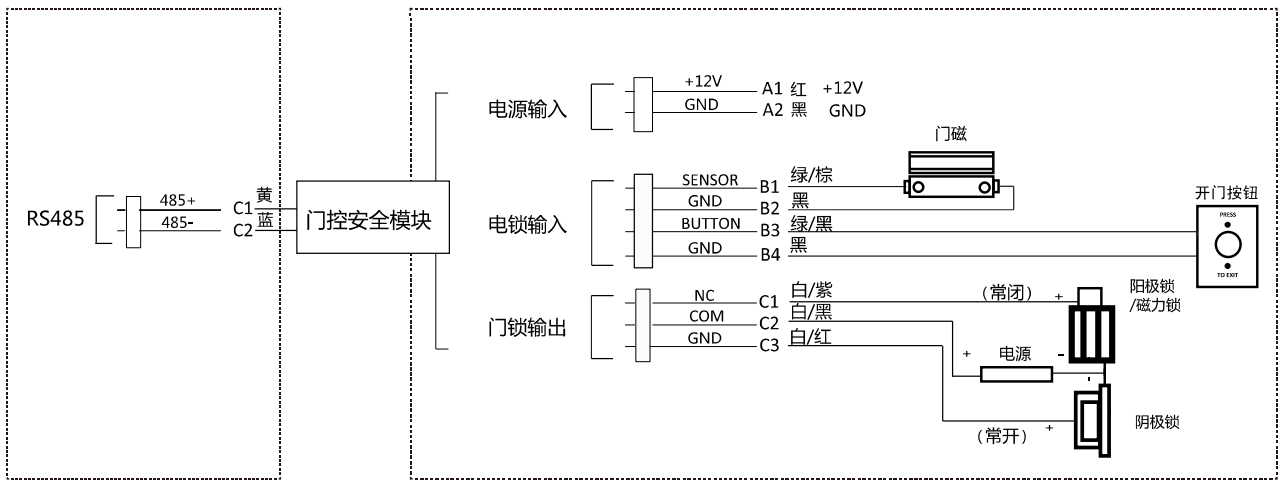 RS485
485+
C1
黄
485-
C2
蓝
门控安全模块
电源输入
+12V
A1 红 +12V
GND
A2 黑 GND
门磁
电锁输入
SENSOR
B1 绿/棕
GND
B2 黑
BUTTON
B3 绿/黑
GND
B4 黑
开门按钮
PRESS
TO EXIT
门锁输出
NC
C1 白/紫
(常闭)
+
COM
C2 白/黑
GND
C3 白/红
阳极锁
/磁力锁
+
电源
-
-
(常开)
+
阴极锁